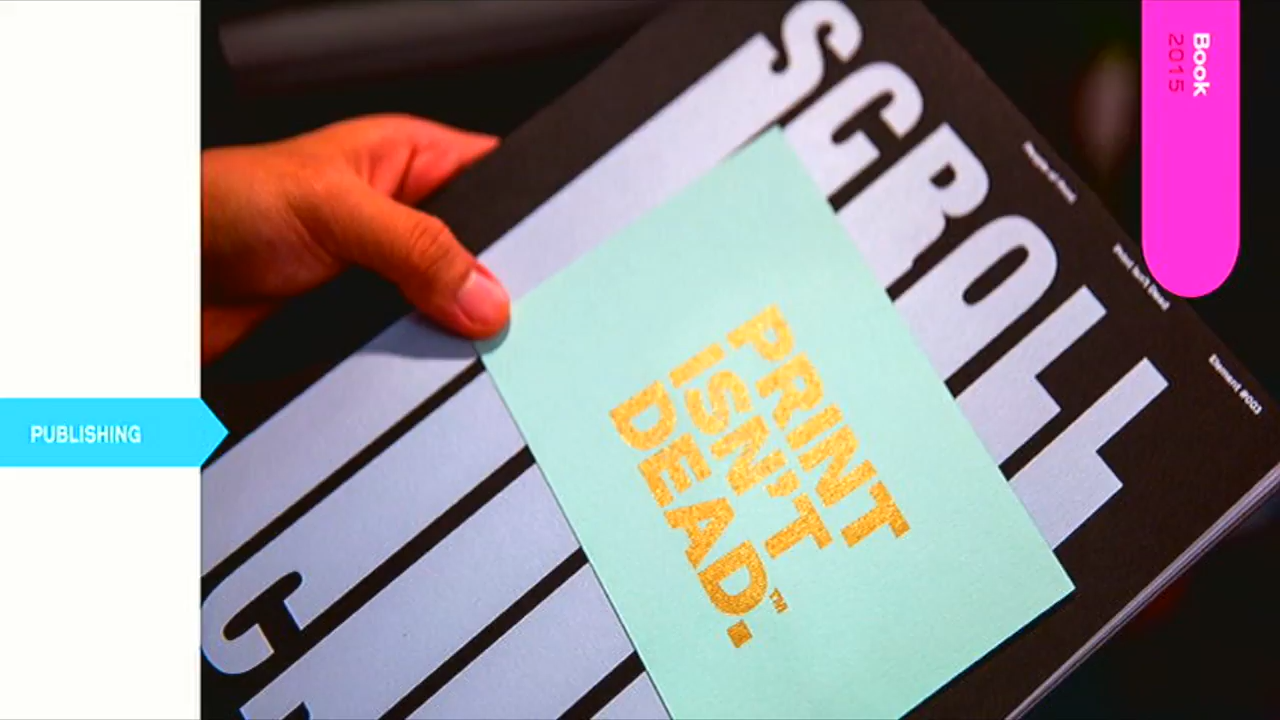 PUBLISHING
SCROLL
PRINT
ISN'T
DEAD.™
Print Isn't Dead
Element #003
Book
2015